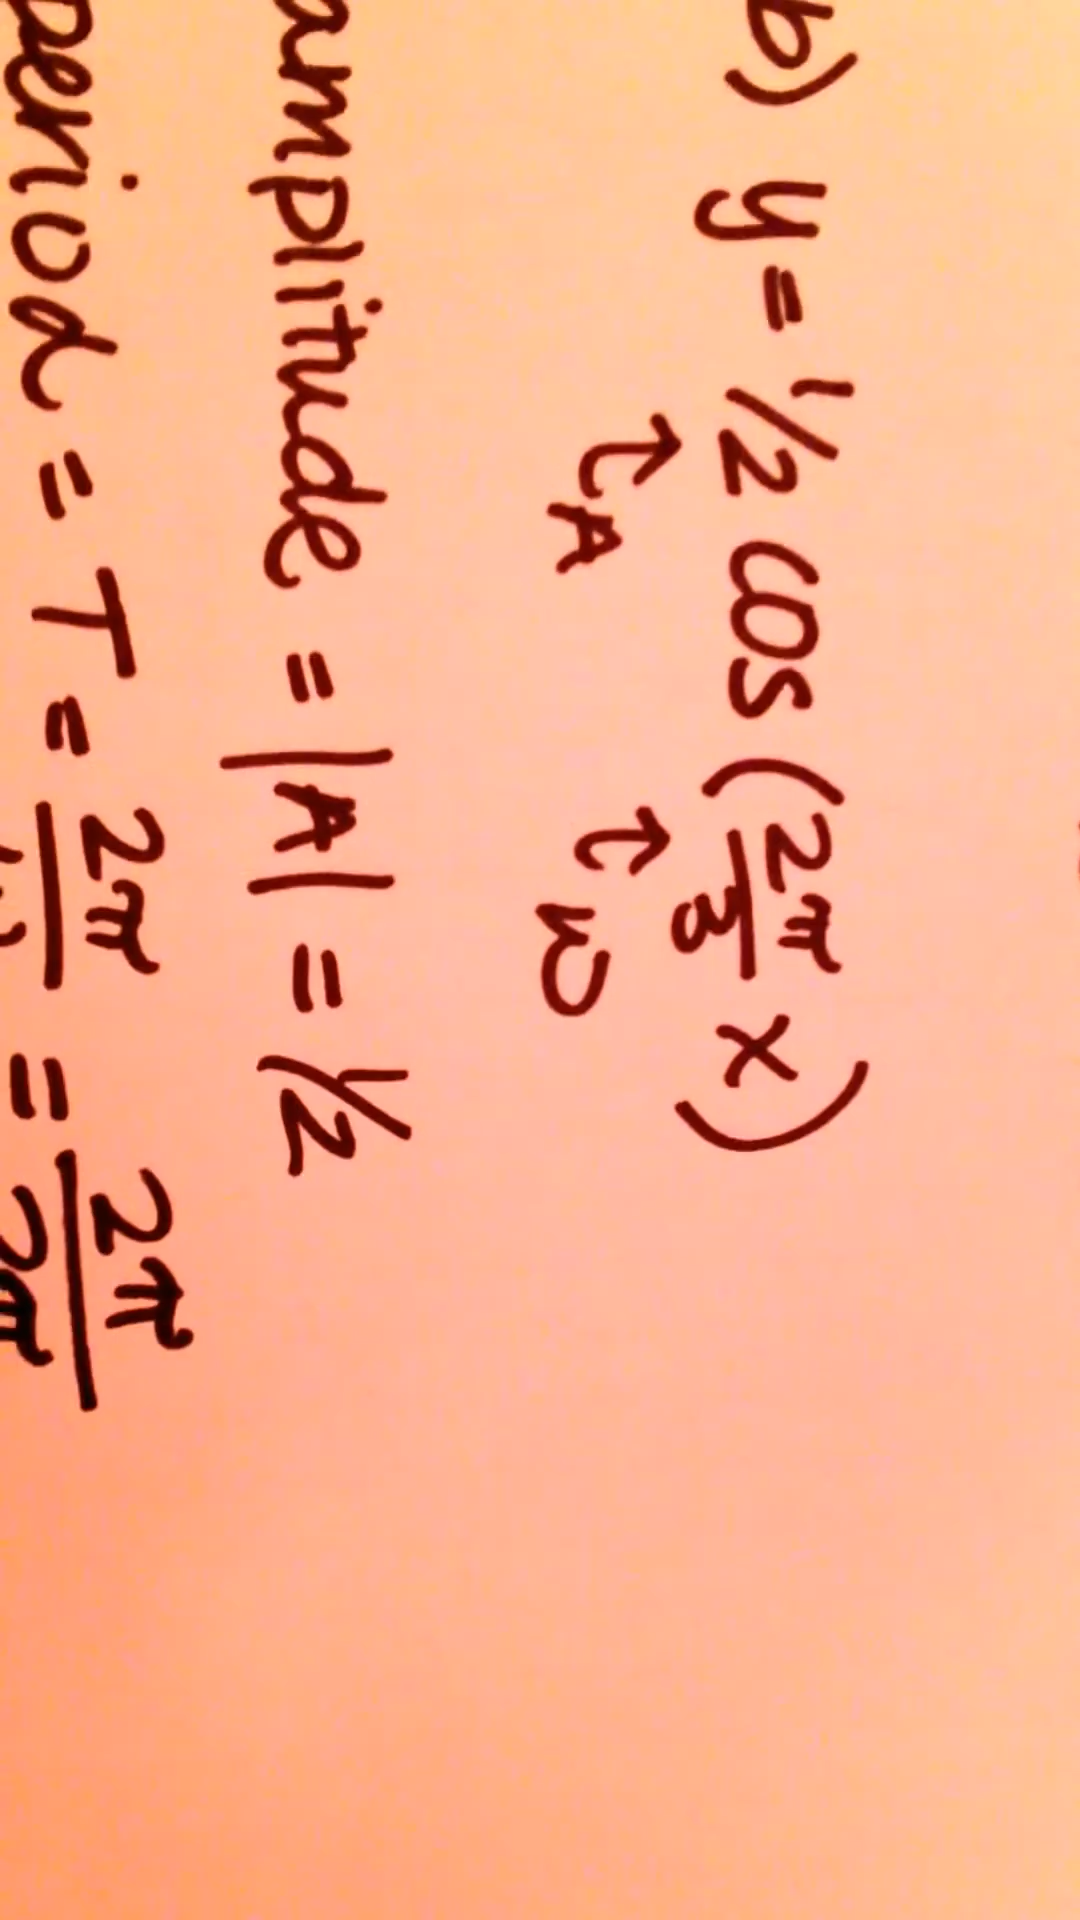 b) y = 1/2 cos (2π/3 x)
↑A ↑ω
amplitude = |A| = 1/2
period = T = 2π/ω = 2π/2π